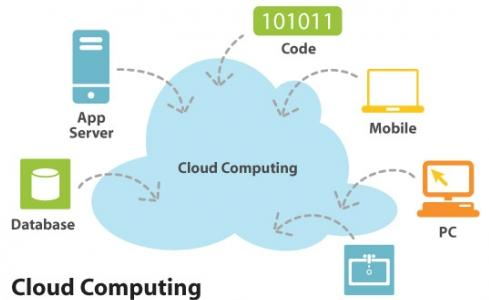 101011
Code
App
Server
Mobile
Cloud Computing
Database
PC
Cloud Computing